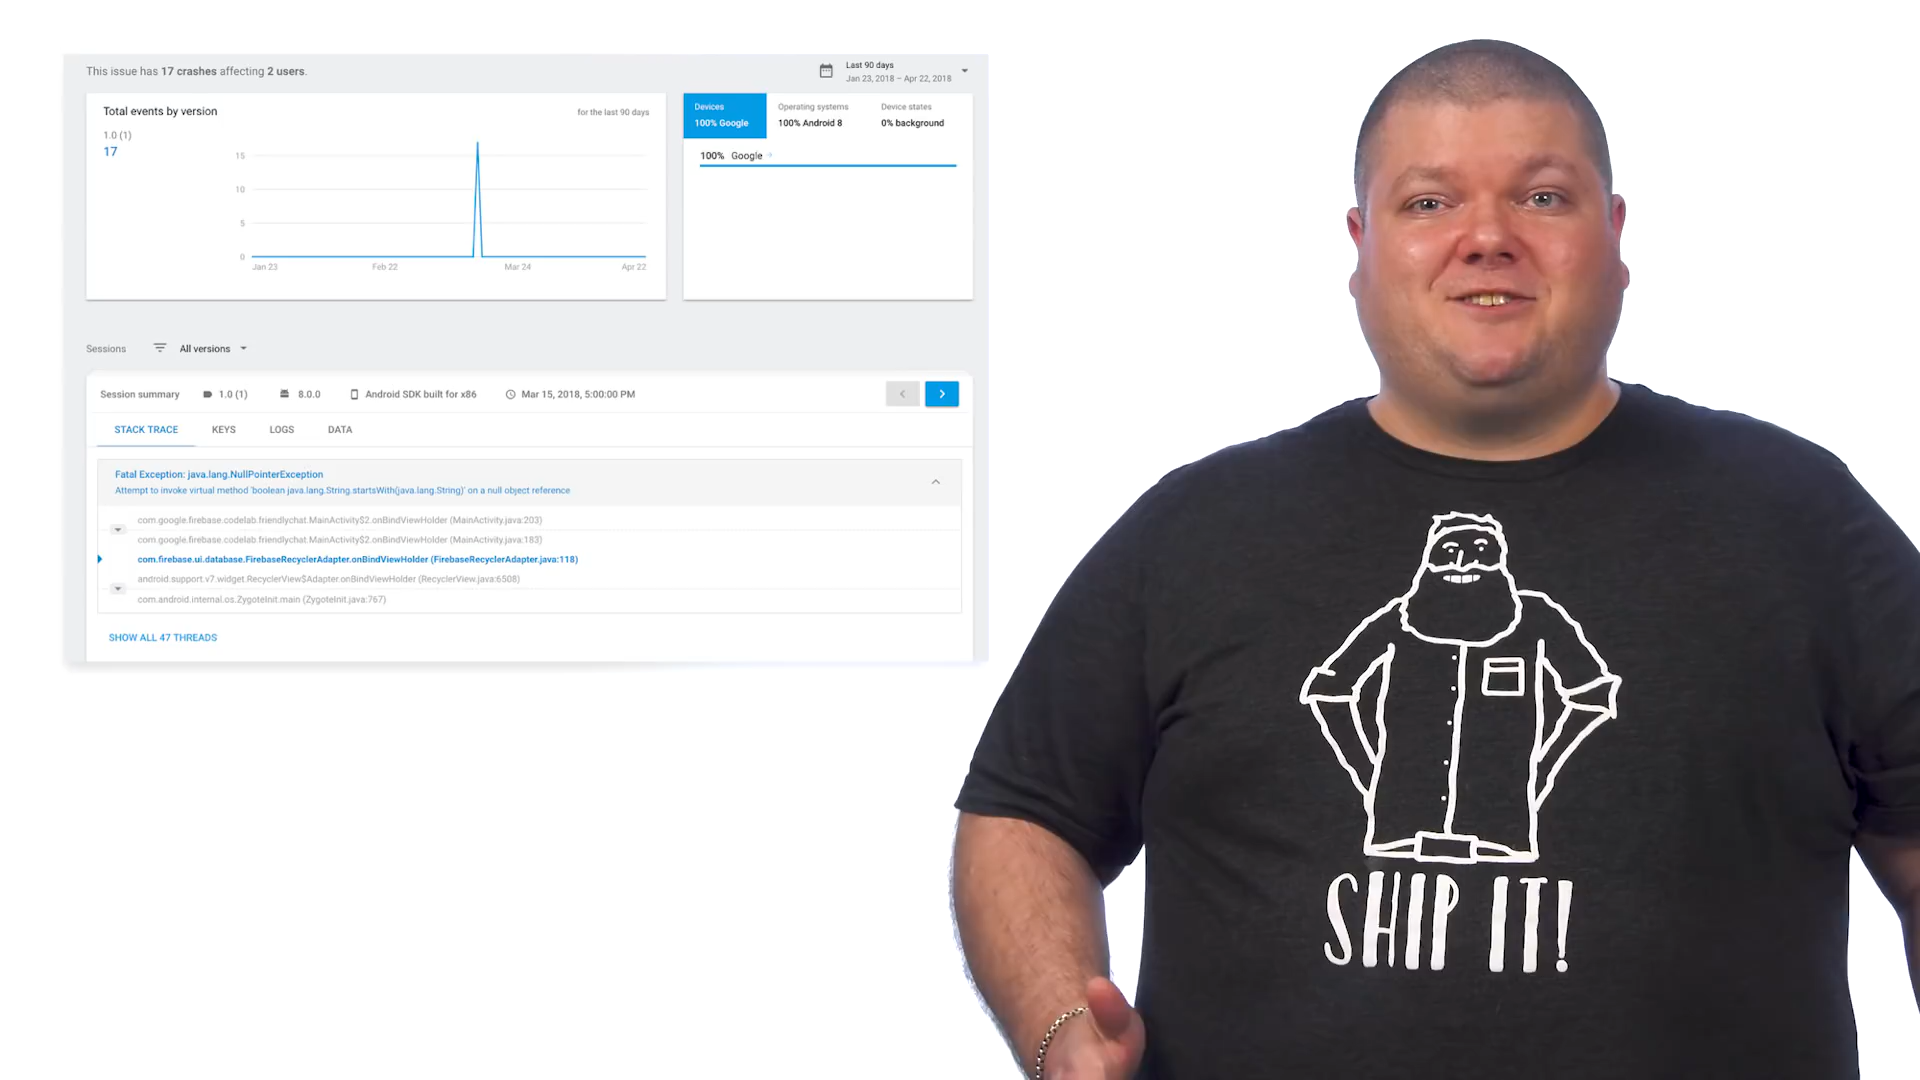 This issue has 17 crashes affecting 2 users.
Last 90 days
Jan 23, 2018 – Apr 22, 2018
Total events by version
for the last 90 days
1.0 (1)
17
15
10
5
0
Jan 23
Feb 22
Mar 24
Apr 22
Devices
100% Google
Operating systems
100% Android 8
Device states
0% background
100% Google
Sessions
All versions
Session summary
1.0 (1)
8.0.0
Android SDK built for x86
Mar 15, 2018, 5:00:00 PM
STACK TRACE
KEYS
LOGS
DATA
Fatal Exception: java.lang.NullPointerException
Attempt to invoke virtual method 'boolean java.lang.String.startsWith(java.lang.String)' on a null object reference
com.google.firebase.codelab.friendlychat.MainActivity$2.onBindViewHolder (MainActivity.java:203)
com.google.firebase.codelab.friendlychat.MainActivity$2.onBindViewHolder (MainActivity.java:183)
com.firebase.ui.database.FirebaseRecyclerAdapter.onBindViewHolder (FirebaseRecyclerAdapter.java:118)
android.support.v7.widget.RecyclerView$Adapter.onBindViewHolder (RecyclerView.java:6508)
com.android.internal.os.ZygoteInit.main (ZygoteInit.java:767)
SHOW ALL 47 THREADS
SHIP IT!